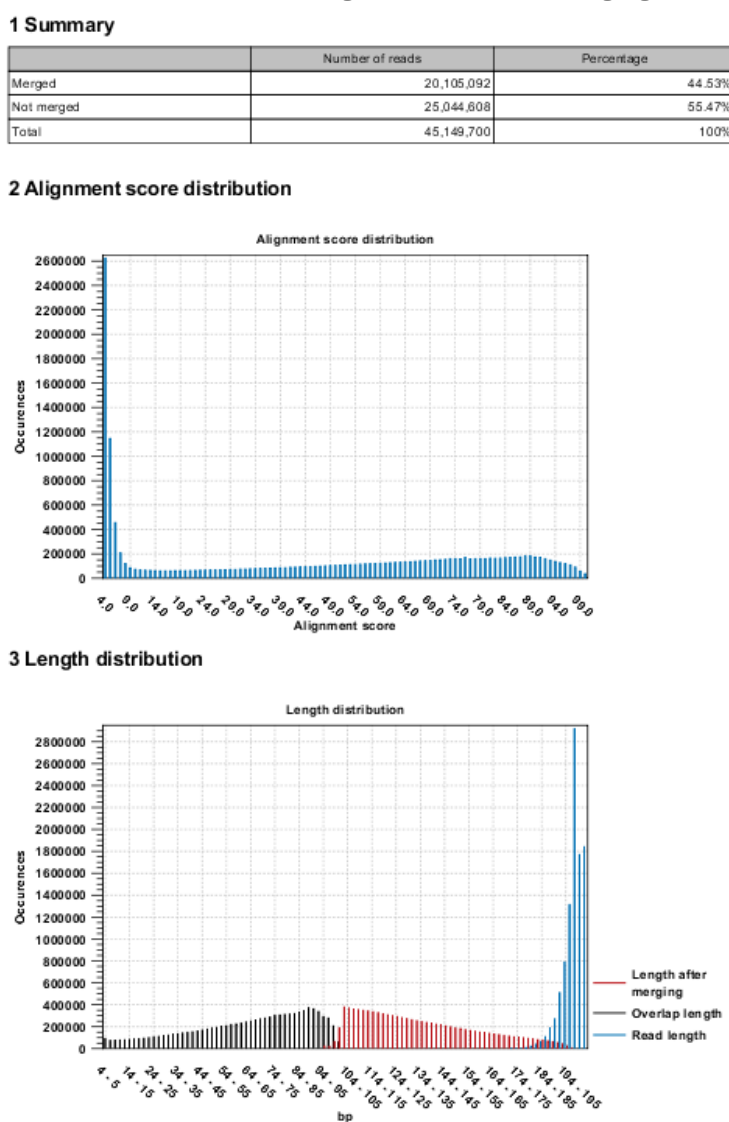 1 Summary
Number of reads Percentage
Merged 20,105,092 44.53%
Not merged 25,044,608 55.47%
Total 45,149,700 100%
2 Alignment score distribution
Alignment score distribution
2600000
2400000
2200000
2000000
1800000
1600000
1400000
1200000
1000000
800000
600000
400000
200000
0
Occurences
4.0 9.0 14.0 19.0 24.0 29.0 34.0 39.0 44.0 49.0 54.0 59.0 64.0 69.0 74.0 79.0 84.0 89.0 94.0 99.0
Alignment score
3 Length distribution
Length distribution
2800000
2600000
2400000
2200000
2000000
1800000
1600000
1400000
1200000
1000000
800000
600000
400000
200000
0
Occurences
4 - 5 14 - 15 24 - 25 34 - 35 44 - 45 54 - 55 64 - 65 74 - 75 84 - 85 94 - 95 104 - 105 114 - 115 124 - 125 134 - 135 144 - 145 154 - 155 164 - 165 174 - 175 184 - 185 194 - 195
bp
Length after
merging
Overlap length
Read length